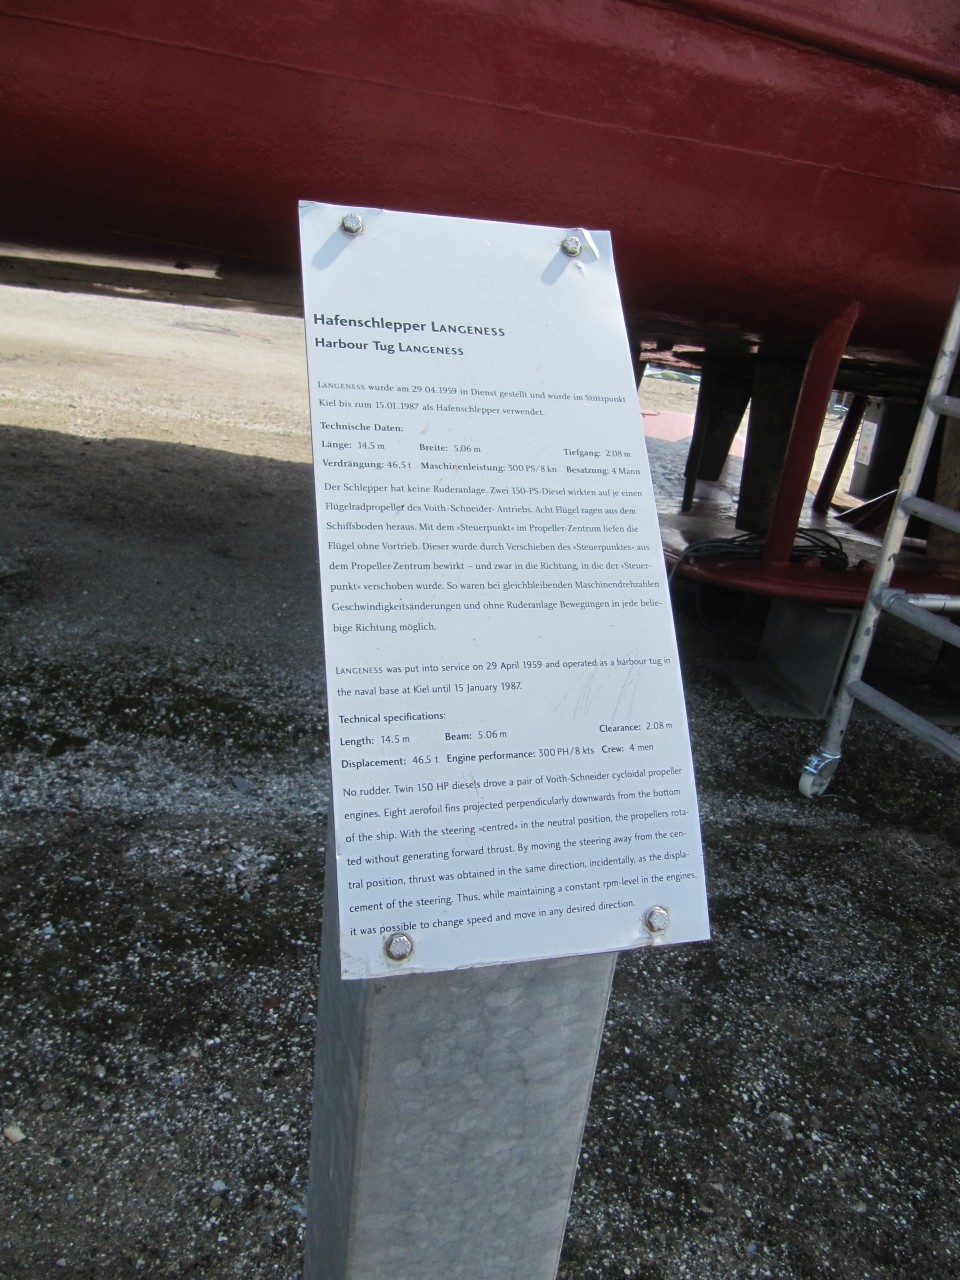 Hafenschlepper LANGENESS
Harbour Tug LANGENESS
LANGENESS wurde am 29.04.1959 in Dienst gestellt und wurde im Stützpunkt
Kiel bis zum 15.01.1987 als Hafenschlepper verwendet.
Technische Daten:
Länge: 14.5 m Breite: 5.06 m Tiefgang: 2.08 m
Verdrängung: 46,5 t Maschinenleistung: 300 PS/8 kn Besatzung: 4 Mann
Der Schlepper hat keine Ruderanlage. Zwei 150-PS-Diesel wirkten auf je einen
Flügelradpropeller des Voith-Schneider- Antriebs. Acht Flügel ragen aus dem
Schiffsboden heraus. Mit dem »Steuerpunkt« im Propeller-Zentrum liefen die
Flügel ohne Vortrieb. Dieser wurde durch Verschieben des »Steuerpunktes« aus
dem Propeller-Zentrum bewirkt – und zwar in die Richtung, in die der »Steuer-
punkt« verschoben wurde. So waren bei gleichbleibenden Maschinendrehzahlen
Geschwindigkeitsänderungen und ohne Ruderanlage Bewegungen in jede belie-
bige Richtung möglich.
LANGENESS was put into service on 29 April 1959 and operated as a harbour tug in
the naval base at Kiel until 15 January 1987.
Technical specifications:
Length: 14.5 m Beam: 5.06 m Clearance: 2.08 m
Displacement: 46.5 t Engine performance: 300 PH/8 kts Crew: 4 men
No rudder. Twin 150 HP diesels drove a pair of Voith-Schneider cycloidal propeller
engines. Eight aerofoil fins projected perpendicularly downwards from the bottom
of the ship. With the steering »centred« in the neutral position, the propellers rota-
ted without generating forward thrust. By moving the steering away from the cen-
tral position, thrust was obtained in the same direction, incidentally, as the displa-
cement of the steering. Thus, while maintaining a constant rpm-level in the engines,
it was possible to change speed and move in any desired direction.